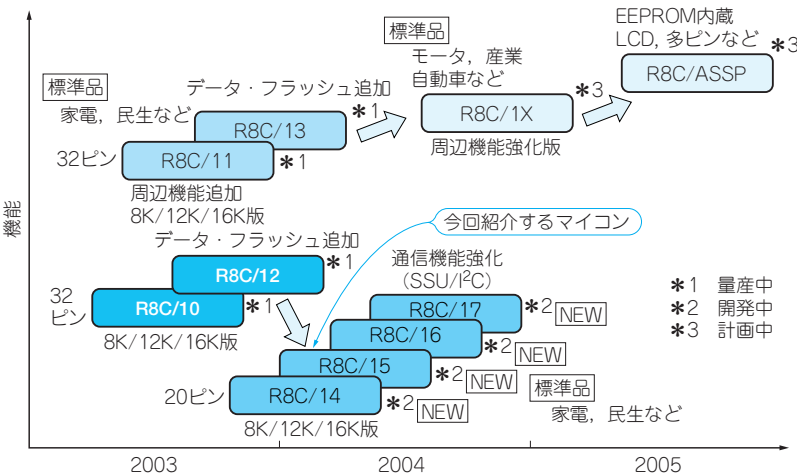 EEPROM内蔵
LCD, 多ピンなど
*3
R8C/ASSP
標準品
モータ，産業
自動車など
*3
R8C/1X
周辺機能強化版
標準品
家電，民生など
データ・フラッシュ追加
*1
R8C/13
32ピン
R8C/11
*1
周辺機能追加
8K/12K/16K版
機能
今回紹介するマイコン
データ・フラッシュ追加
*1
R8C/12
32
ピン
R8C/10
*1
8K/12K/16K版
通信機能強化
（SSU/I²C）
R8C/17
*2
NEW
R8C/16
*2
NEW
R8C/15
*2
NEW
20ピン
R8C/14
*2
NEW
8K/12K/16K版
標準品
家電，民生など
*1 量産中
*2 開発中
*3 計画中
2003
2004
2005